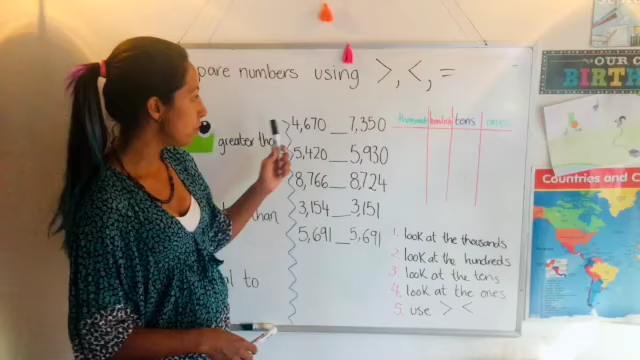 pare numbers using >, <, =
greater tha
than
l to
4,670 __ 7,350
5,420 __ 5,930
8,766 __ 8,724
3,154 __ 3,151
5,691 __ 5,691
tens ones
1. look at the thousands
2. look at the hundreds
3. look at the tens
4. look at the ones
5. use > <
OUR C
BIRTH
Countries and C